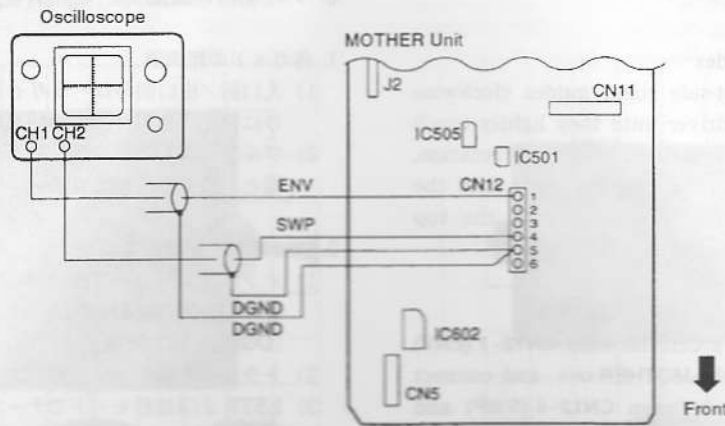 Oscilloscope
CH1 CH2
MOTHER Unit
J2
CN11
IC505
IC501
ENV
CN12
1
2
3
4
5
6
SWP
DGND
DGND
IC602
CN5
Front